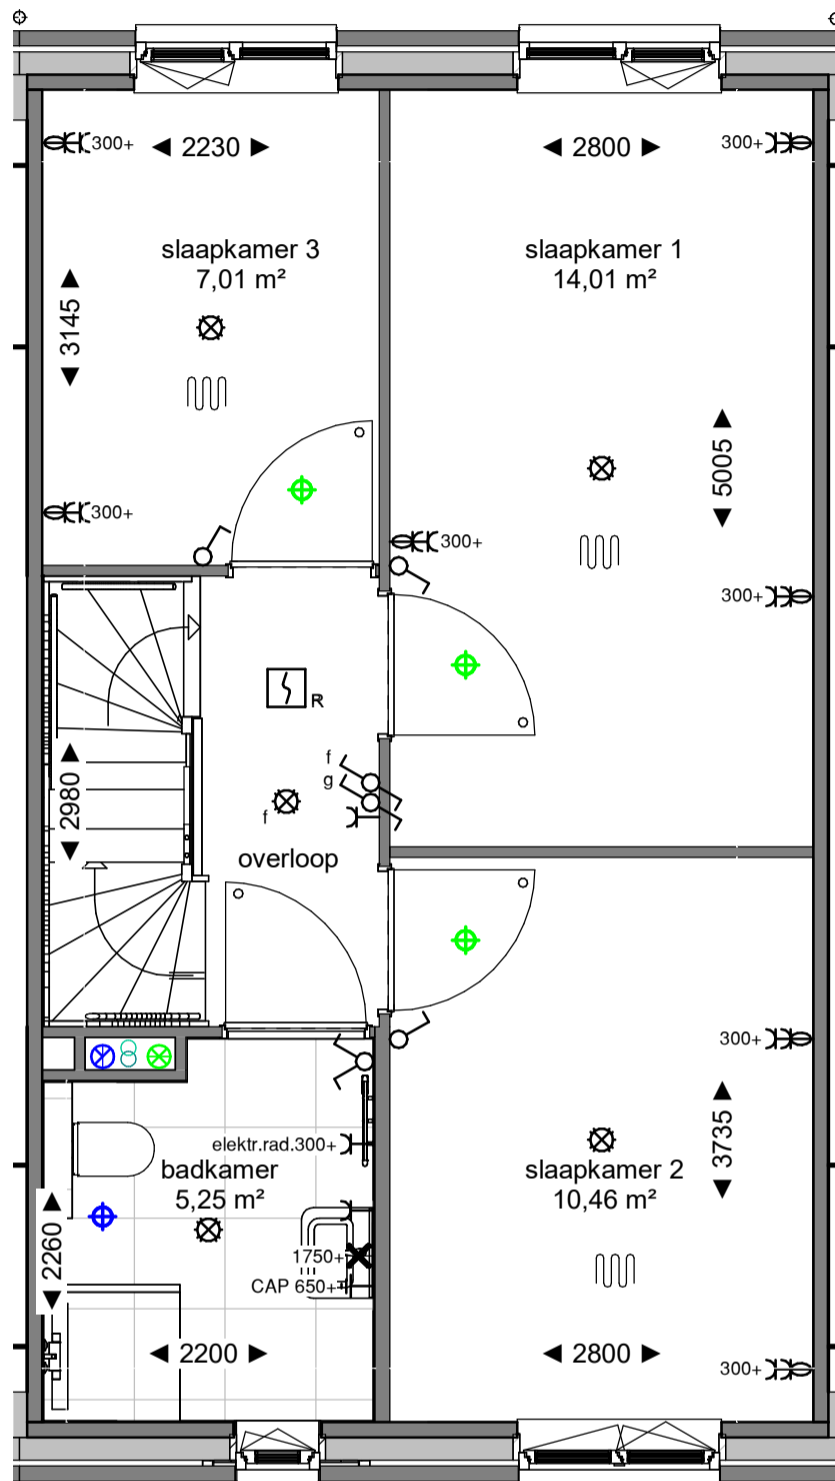 300+
2230
2800
300+
slaapkamer 3
7,01 m²
slaapkamer 1
14,01 m²
3145
5005
300+
300+
300+
R
f
g
f
2980
overloop
300+
elektr.rad.300+
badkamer
5,25 m²
slaapkamer 2
10,46 m²
3735
2260
1750+
CAP 650+
2200
2800
300+